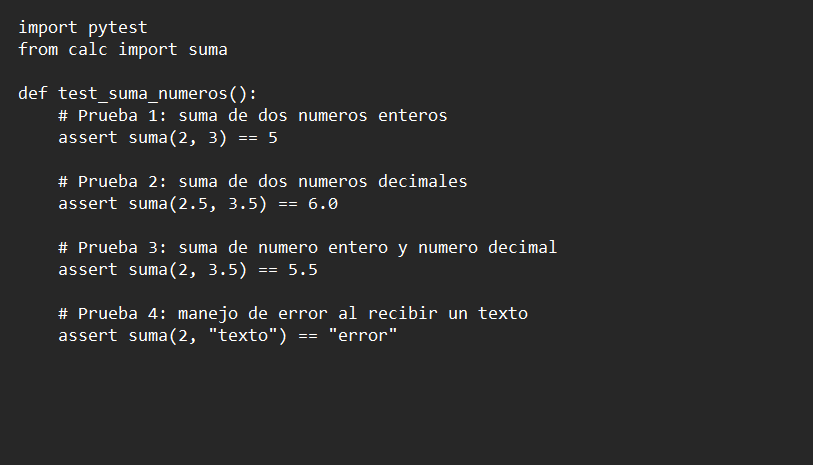 import pytest
from calc import suma
def test_suma_numeros():
# Prueba 1: suma de dos numeros enteros
assert suma(2, 3) == 5
# Prueba 2: suma de dos numeros decimales
assert suma(2.5, 3.5) == 6.0
# Prueba 3: suma de numero entero y numero decimal
assert suma(2, 3.5) == 5.5
# Prueba 4: manejo de error al recibir un texto
assert suma(2, "texto") == "error"